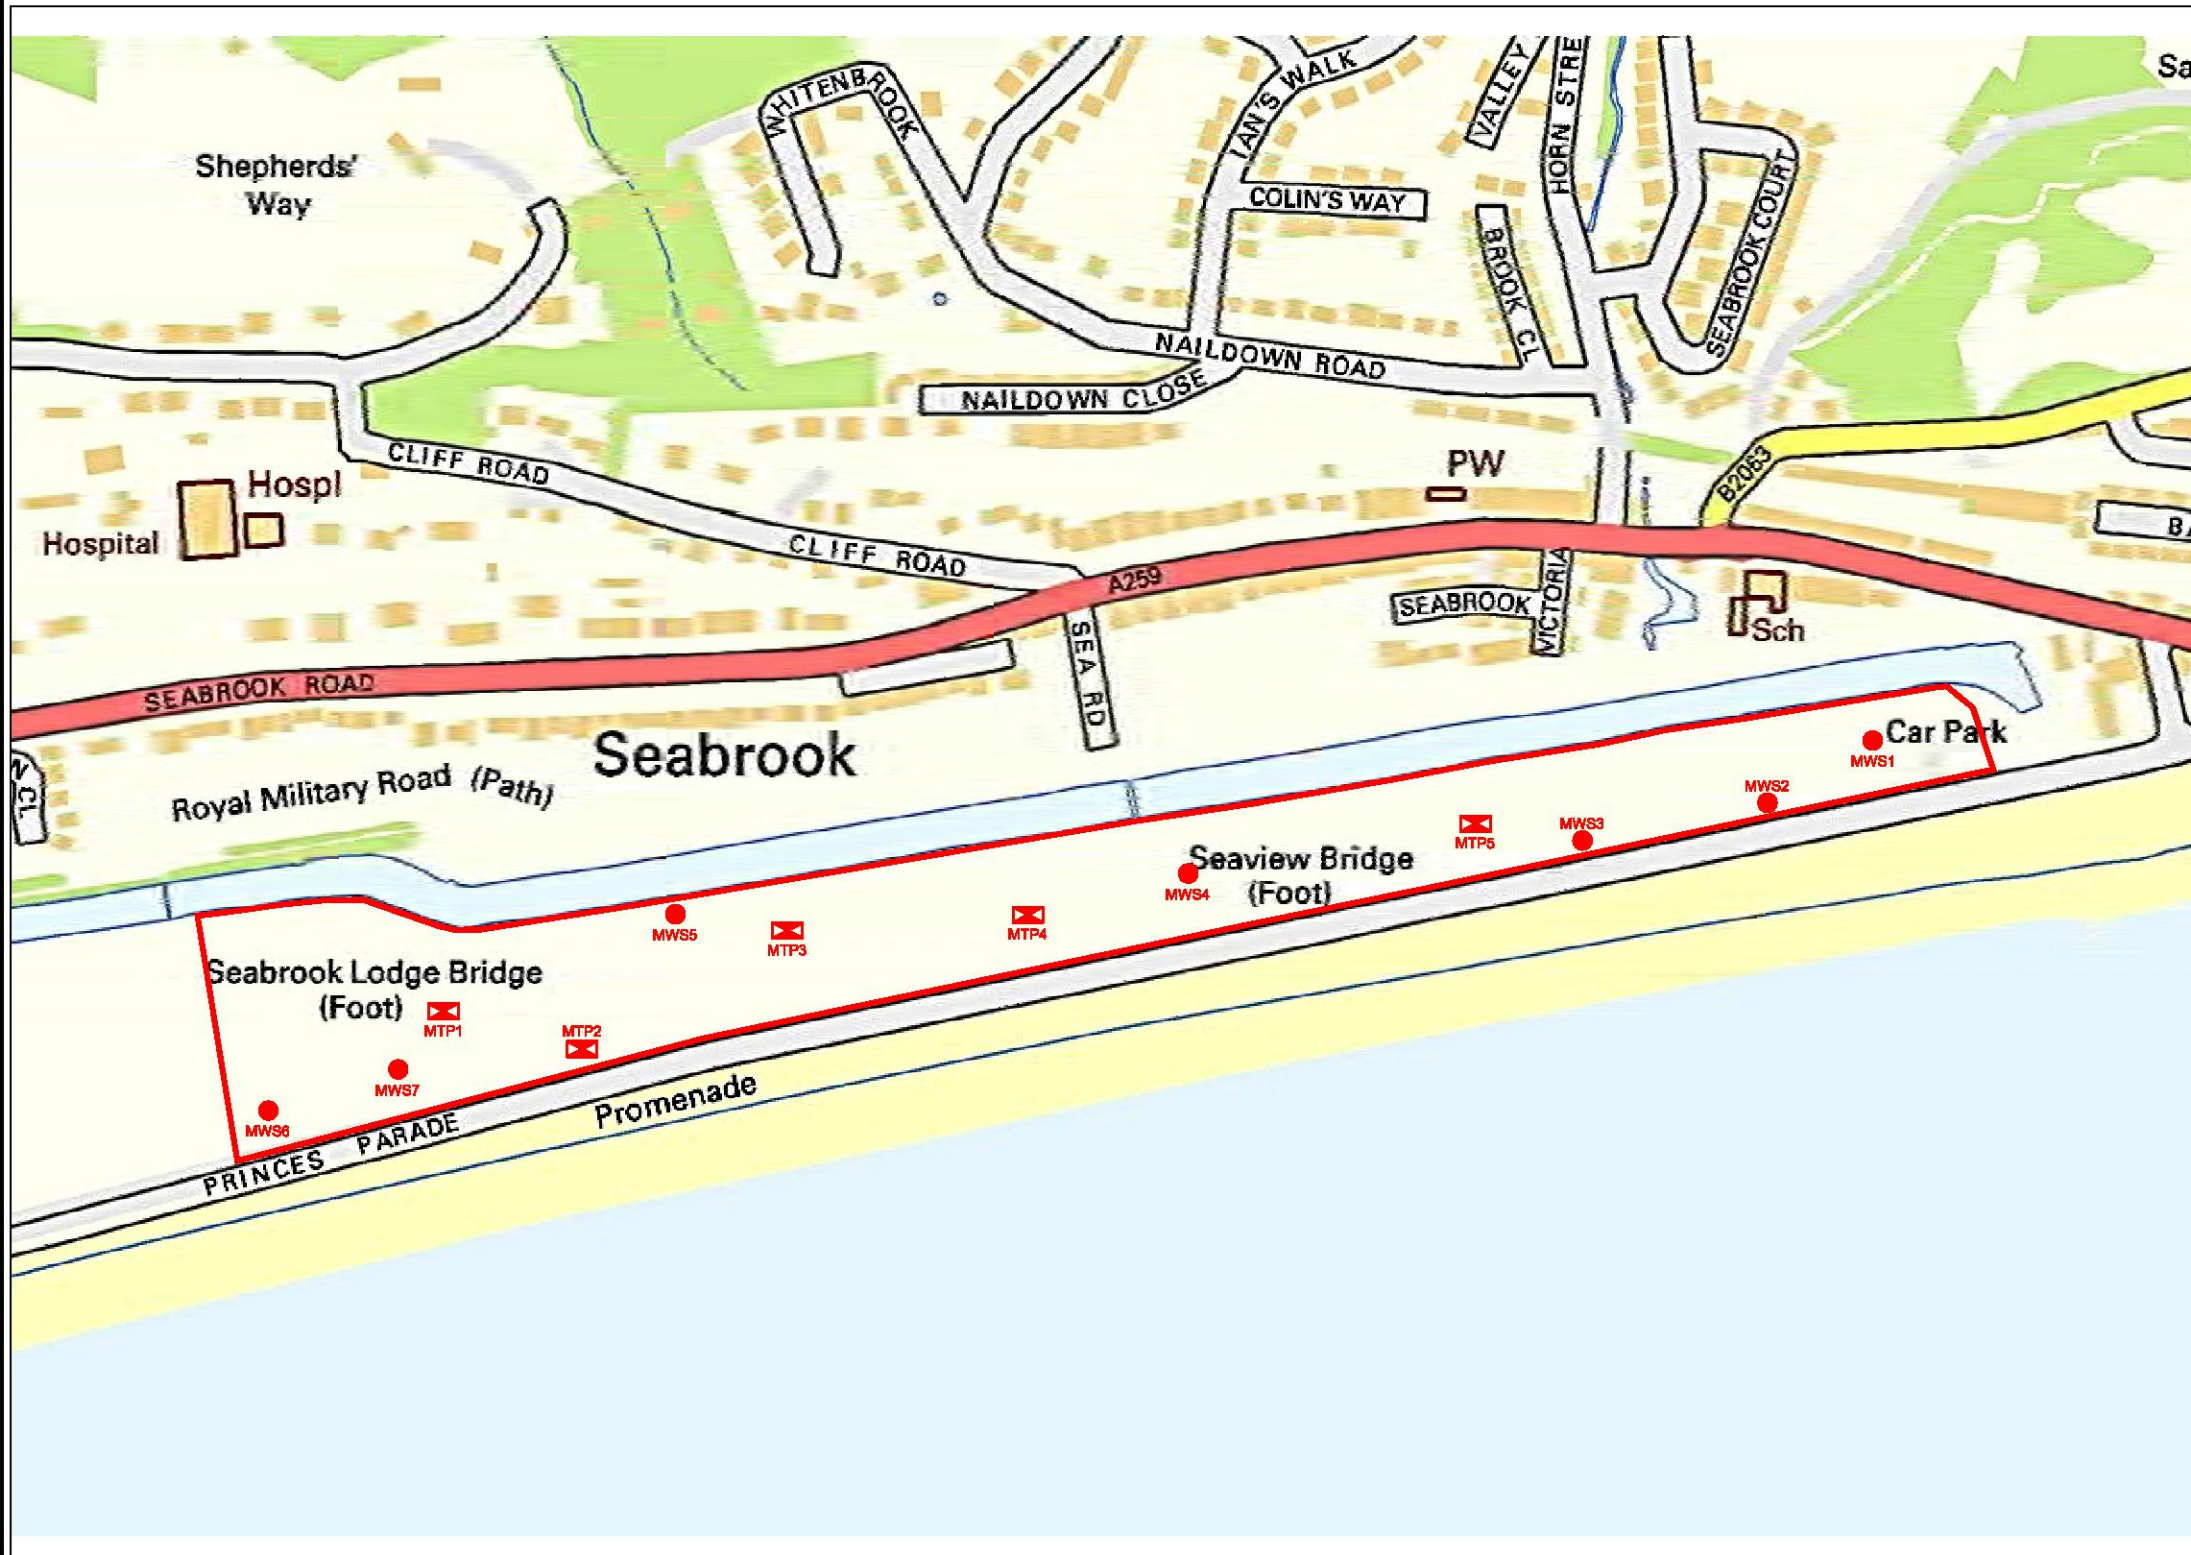 WHITENBROOK
IAN'S WALK
VALLEY
HORN STRE
Sa
Shepherds'
Way
COLIN'S WAY
BROOK CL
SEABROOK COURT
NAILDOWN ROAD
NAILDOWN CLOSE
CLIFF ROAD
Hospl
Hospital
PW
B2063
BA
CLIFF ROAD
A259
SEABROOK
VICTORIA
Sch
SEA RD
SEABROOK ROAD
Seabrook
Royal Military Road (Path)
N CL
Car Park
MWS1
MWS2
MWS3
MTP5
Seaview Bridge
(Foot)
MWS4
MWS5
MTP3
MTP4
Seabrook Lodge Bridge
(Foot)
MTP1
MTP2
MWS7
MWS6
Promenade
PRINCES PARADE